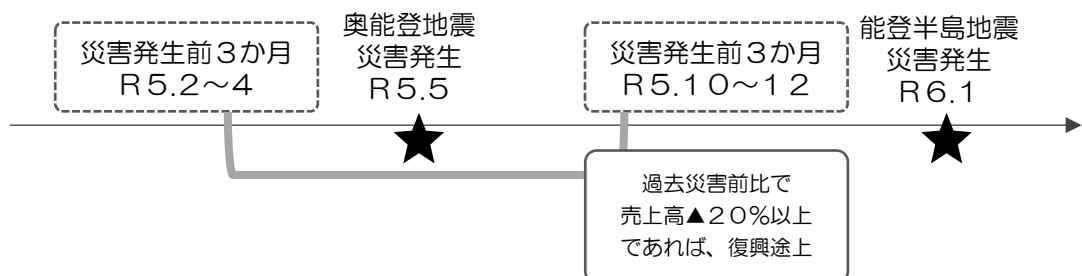 災害発生前３か月
Ｒ５.２～４
奥能登地震
災害発生
Ｒ５.５
災害発生前３か月
Ｒ５.１０～１２
能登半島地震
災害発生
Ｒ６.１
過去災害前比で
売上高▲２０％以上
であれば、復興途上